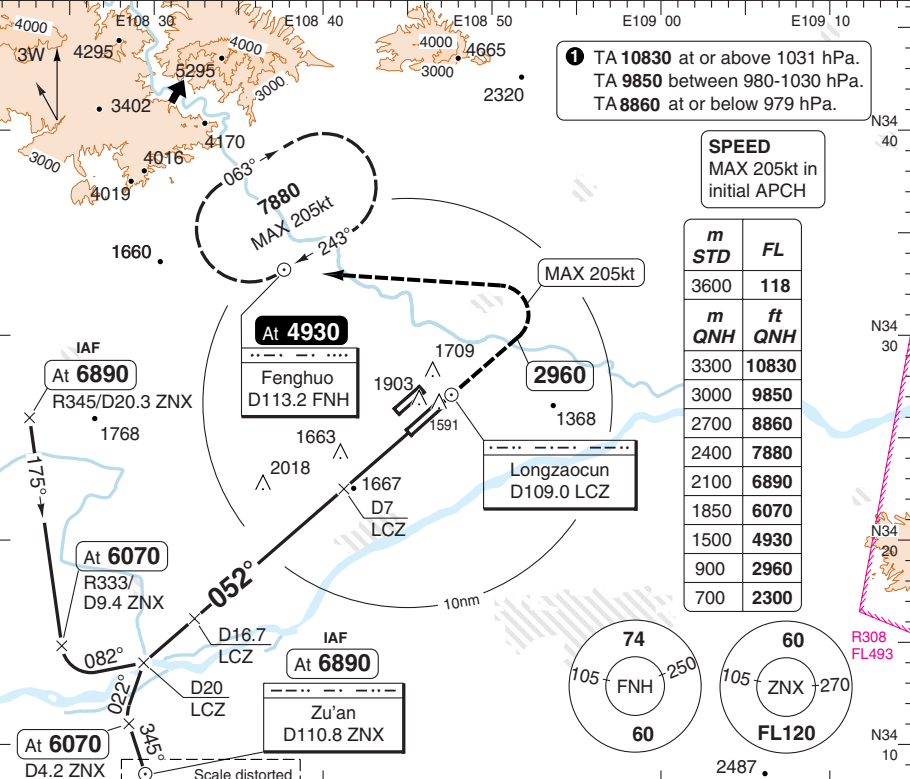 E108 30
E108 40
E108 50
E109 00
E109 10
4000
4295
3W
4000
5295
3000
3402
4170
4016
3000
4019
4000
4665
3000
2320
❶ TA 10830 at or above 1031 hPa.
TA 9850 between 980-1030 hPa.
TA 8860 at or below 979 hPa.
N34
40
SPEED
MAX 205kt in
initial APCH
063°
7880
MAX 205kt
243°
1660
MAX 205kt
m
STD
FL
3600 118
m
QNH
ft
QNH
3300 10830
3000 9850
2700 8860
2400 7880
2100 6890
1850 6070
1500 4930
900 2960
700 2300
N34
30
At 4930
Fenghuo
D113.2 FNH
IAF
At 6890
R345/D20.3 ZNX
1768
1709
1903
1591
2960
1368
1663
2018
1667
D7
LCZ
Longzaocun
D109.0 LCZ
175°
N34
20
At 6070
R333/
D9.4 ZNX
052°
10nm
D16.7
LCZ
082°
D20
LCZ
022°
345°
IAF
At 6890
Zu'an
D110.8 ZNX
At 6070
D4.2 ZNX
Scale distorted
74
105
250
FNH
60
60
105
270
ZNX
FL120
R308
FL493
N34
10
2487